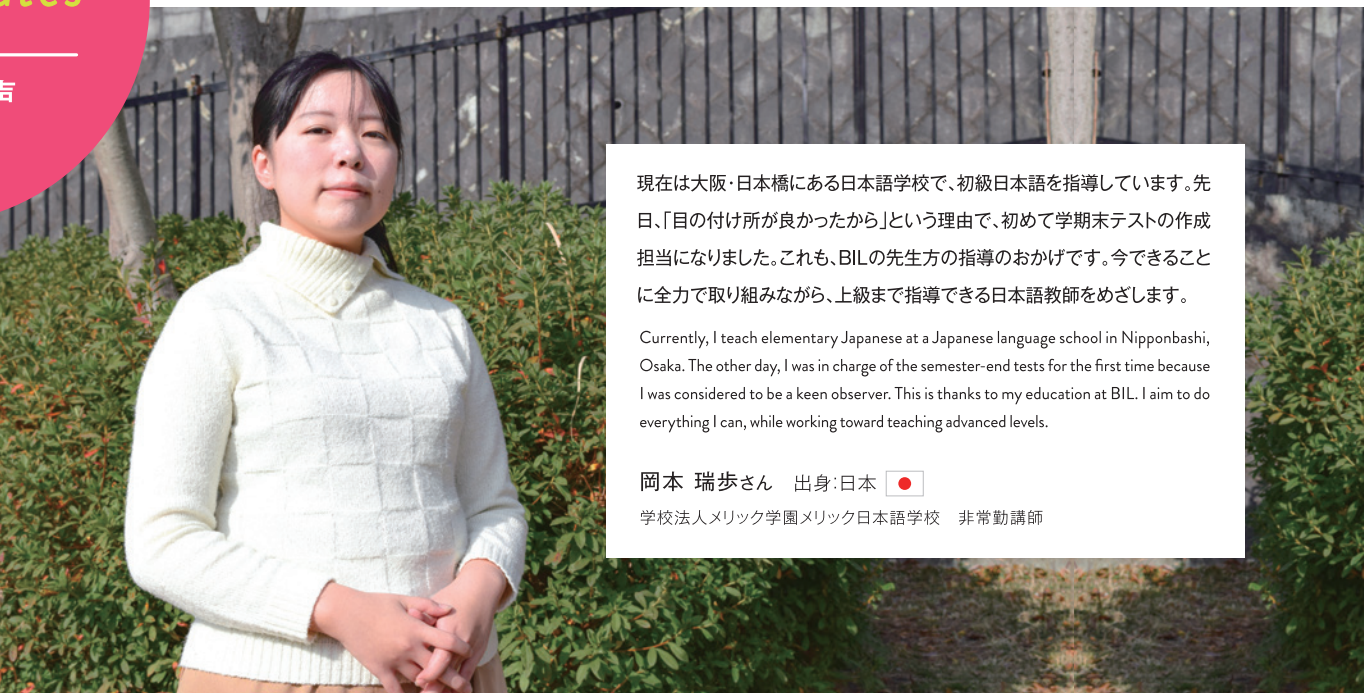 声
現在は大阪・日本橋にある日本語学校で、初級日本語を指導しています。先
日、「目の付け所が良かったから」という理由で、初めて学期末テストの作成
担当になりました。これも、BILの先生方の指導のおかげです。今できること
に全力で取り組みながら、上級まで指導できる日本語教師をめざします。
Currently, I teach elementary Japanese at a Japanese language school in Nipponbashi,
Osaka. The other day, I was in charge of the semester-end tests for the first time because
I was considered to be a keen observer. This is thanks to my education at BIL. I aim to do
everything I can, while working toward teaching advanced levels.
岡本 瑞歩さん 出身:日本
学校法人メリック学園メリック日本語学校 非常勤講師